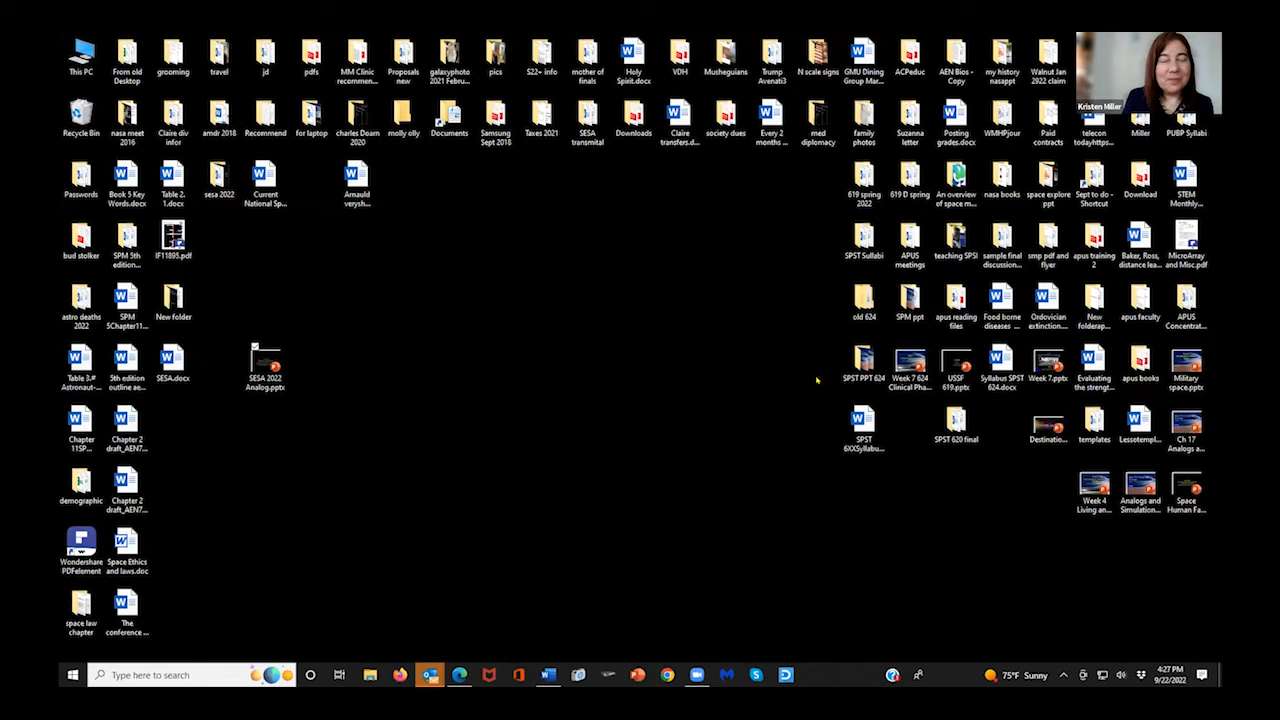 This PC
From old
Desktop
grooming
travel
jd
pdfs
MM Clinic
recommen...
Proposals
new
galaxyphoto
2021 Febru...
pics
S22+ info
mother of
finals
Holy
Spirit.docx
VDH
Musheguians
Trump
Avenati3
N scale signs
GMU Dining
Group Mar...
ACPeduc
AEN Bios -
Copy
my history
nasappt
Walnut Jan
2922 claim
Kristen Miller
Recycle Bin
nasa meet
2016
Claire div
infor
amdr 2018
Recommend
for laptop
charles Doarn
2020
molly olly
Documents
Samsung
Sept 2018
Taxes 2021
SESA
transmital
Downloads
Claire
transfers.d...
society dues
Every 2
months ...
med
diplomacy
family
photos
Suzanna
letter
Posting
grades.docx
WMHPjour
Paid
contracts
telecon
todayhttps...
Miller
PUBP Syllabi
Passwords
Book 5 Key
Words.docx
Table 2.
1.docx
sesa 2022
Current
National Sp...
Arnauld
verysh...
619 spring
2022
619 D spring
An overview
of space m...
nasa books
space explore
ppt
Sept to do -
Shortcut
Download
STEM
Monthly...
bud stolker
SPM 5th
edition...
IF11895.pdf
SPST Sullabi
APUS
meetings
teaching SPSI
sample final
discussion...
smp pdf and
flyer
apus training
2
Baker, Ross,
distance lea...
MicroArray
and Misc.pdf
astro deaths
2022
SPM
5Chapter11...
New folder
old 624
SPM ppt
apus reading
files
Food borne
diseases ...
Ordovician
extinction...
New
folderap...
apus faculty
APUS
Concentrat...
Table 3.#
Astronaut-...
5th edition
outline ae...
SESA.docx
SESA 2022
Analog.pptx
SPST PPT 624
Week 7 624
Clinical Pha...
USSF
619.pptx
Syllabus SPST
624.docx
Week 7.pptx
Evaluating
the strengt...
apus books
Military
space.pptx
Chapter
11SP...
Chapter 2
draft_AEN7...
SPST
6XXSyllabu...
SPST 620 final
Destinatio...
templates
Lessotempl...
Ch 17
Analogs a...
demographic
Chapter 2
draft_AEN7...
Week 4
Living an...
Analogs and
Simulation...
Space
Human Fa...
Wondershare
PDFelement
Space Ethics
and laws.doc
space law
chapter
The
conference ...
Type here to search
75°F Sunny
4:27 PM
9/22/2022